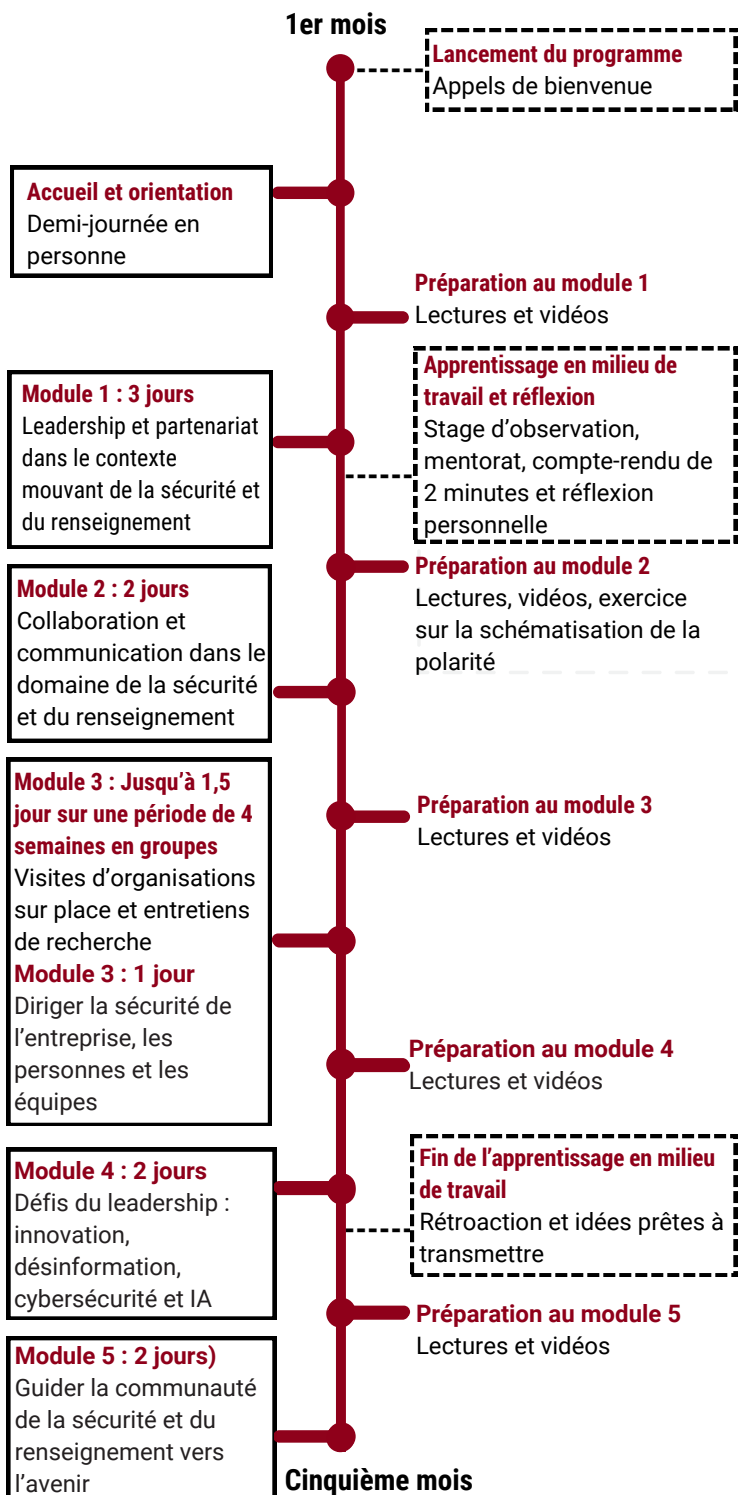 1er mois
Lancement du programme
Appels de bienvenue
Accueil et orientation
Demi-journée en
personne
Préparation au module 1
Lectures et vidéos
Apprentissage en milieu de
travail et réflexion
Stage d’observation,
mentorat, compte-rendu de
2 minutes et réflexion
personnelle
Module 1 : 3 jours
Leadership et partenariat
dans le contexte
mouvant de la sécurité et
du renseignement
Préparation au module 2
Lectures, vidéos, exercice
sur la schématisation de la
polarité
Module 2 : 2 jours
Collaboration et
communication dans le
domaine de la sécurité
et du renseignement
Préparation au module 3
Lectures et vidéos
Module 3 : Jusqu’à 1,5
jour sur une période de 4
semaines en groupes
Visites d’organisations
sur place et entretiens
de recherche
Module 3 : 1 jour
Diriger la sécurité de
l’entreprise, les
personnes et les
équipes
Préparation au module 4
Lectures et vidéos
Module 4 : 2 jours
Défis du leadership :
innovation,
désinformation,
cybersécurité et IA
Fin de l’apprentissage en milieu
de travail
Rétroaction et idées prêtes à
transmettre
Préparation au module 5
Lectures et vidéos
Module 5 : 2 jours)
Guider la communauté
de la sécurité et du
renseignement vers
l’avenir
Cinquième mois